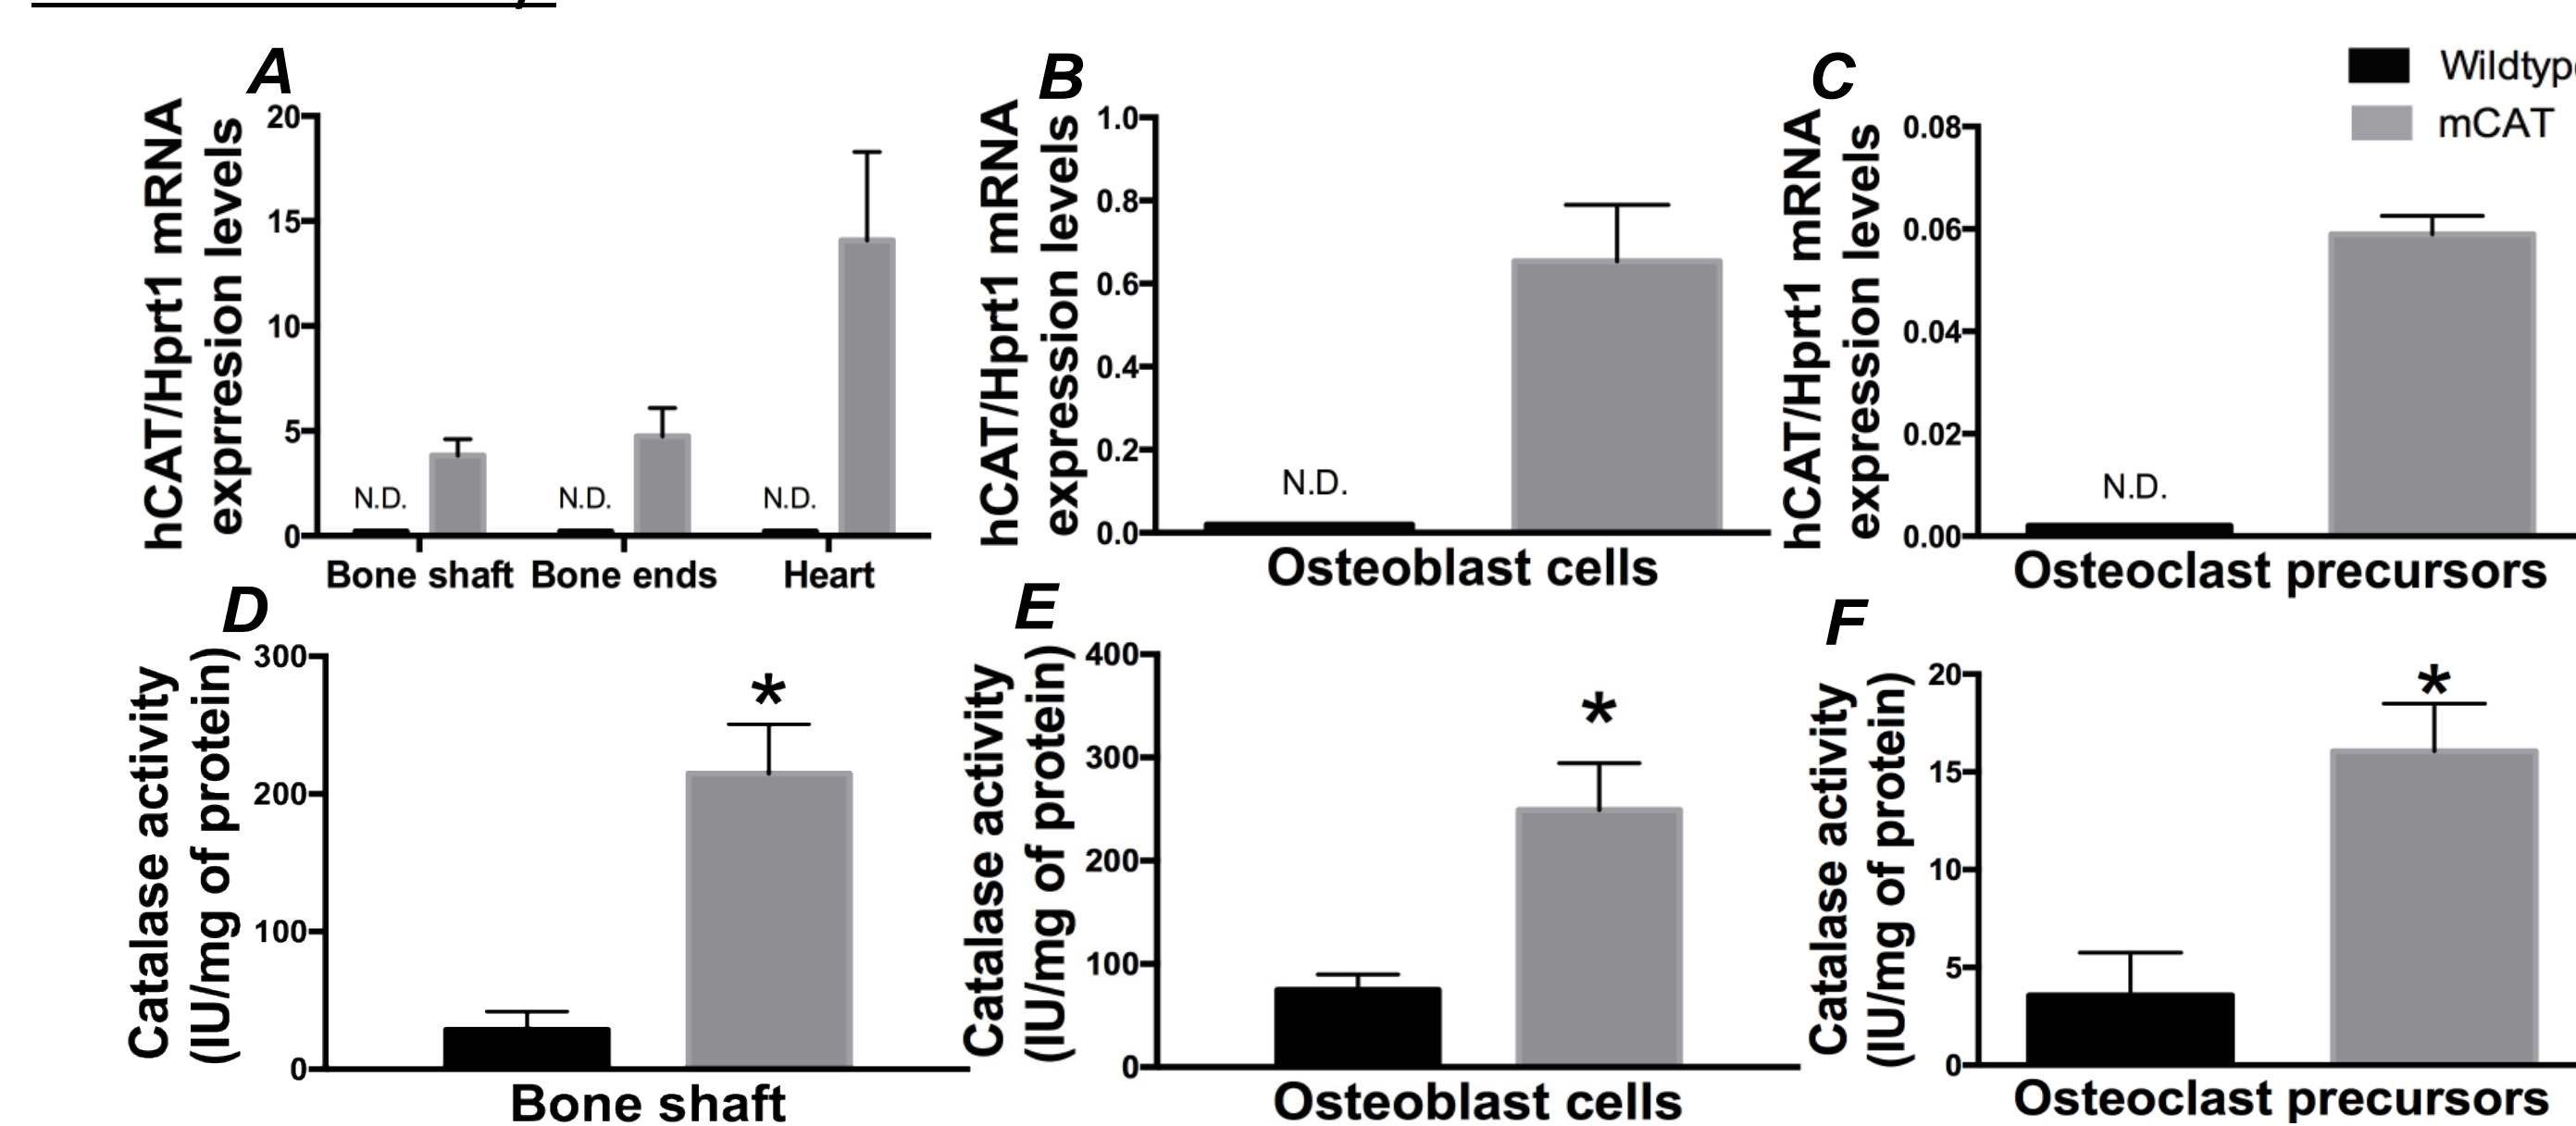 A
B
C
Wildtyp
mCAT
hCAT/Hprt1 mRNA
exprression levels
20
15
10
5
0
N.D.
N.D.
N.D.
Bone shaft
Bone ends
Heart
hCAT/Hprt1 mRNA
expression levels
1.0
0.8
0.6
0.4
0.2
0.0
N.D.
Osteoblast cells
hCAT/Hprt1 mRNA
expression levels
0.08
0.06
0.04
0.02
0.00
N.D.
Osteoclast precursors
D
E
F
Catalase activity
(IU/mg of protein)
300
200
100
0
*
Bone shaft
Catalase activity
(IU/mg of protein)
400
300
200
100
0
*
Osteoblast cells
Catalase activity
(IU/mg of protein)
20
15
10
5
0
*
Osteoclast precursors